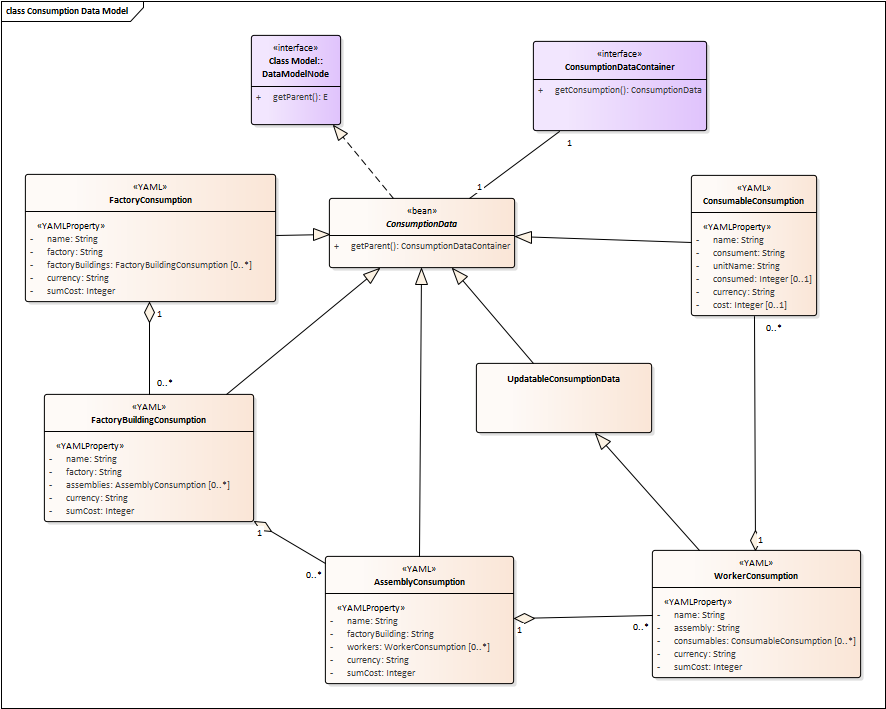 class Consumption Data Model
«interface»
Class Model::
DataModelNode
+ getParent(): E
«interface»
ConsumptionDataContainer
+ getConsumption(): ConsumptionData
1
1
«YAML»
FactoryConsumption
«YAMLProperty»
- name: String
- factory: String
- factoryBuildings: FactoryBuildingConsumption [0..*]
- currency: String
- sumCost: Integer
«bean»
ConsumptionData
+ getParent(): ConsumptionDataContainer
«YAML»
ConsumableConsumption
«YAMLProperty»
- name: String
- consument: String
- unitName: String
- consumed: Integer [0..1]
- currency: String
- cost: Integer [0..1]
1
0..*
0..*
UpdatableConsumptionData
«YAML»
FactoryBuildingConsumption
«YAMLProperty»
- name: String
- factory: String
- assemblies: AssemblyConsumption [0..*]
- currency: String
- sumCost: Integer
1
0..*
1
«YAML»
AssemblyConsumption
«YAMLProperty»
- name: String
- factoryBuilding: String
- workers: WorkerConsumption [0..*]
- currency: String
- sumCost: Integer
1
0..*
«YAML»
WorkerConsumption
«YAMLProperty»
- name: String
- assembly: String
- consumables: ConsumableConsumption [0..*]
- currency: String
- sumCost: Integer